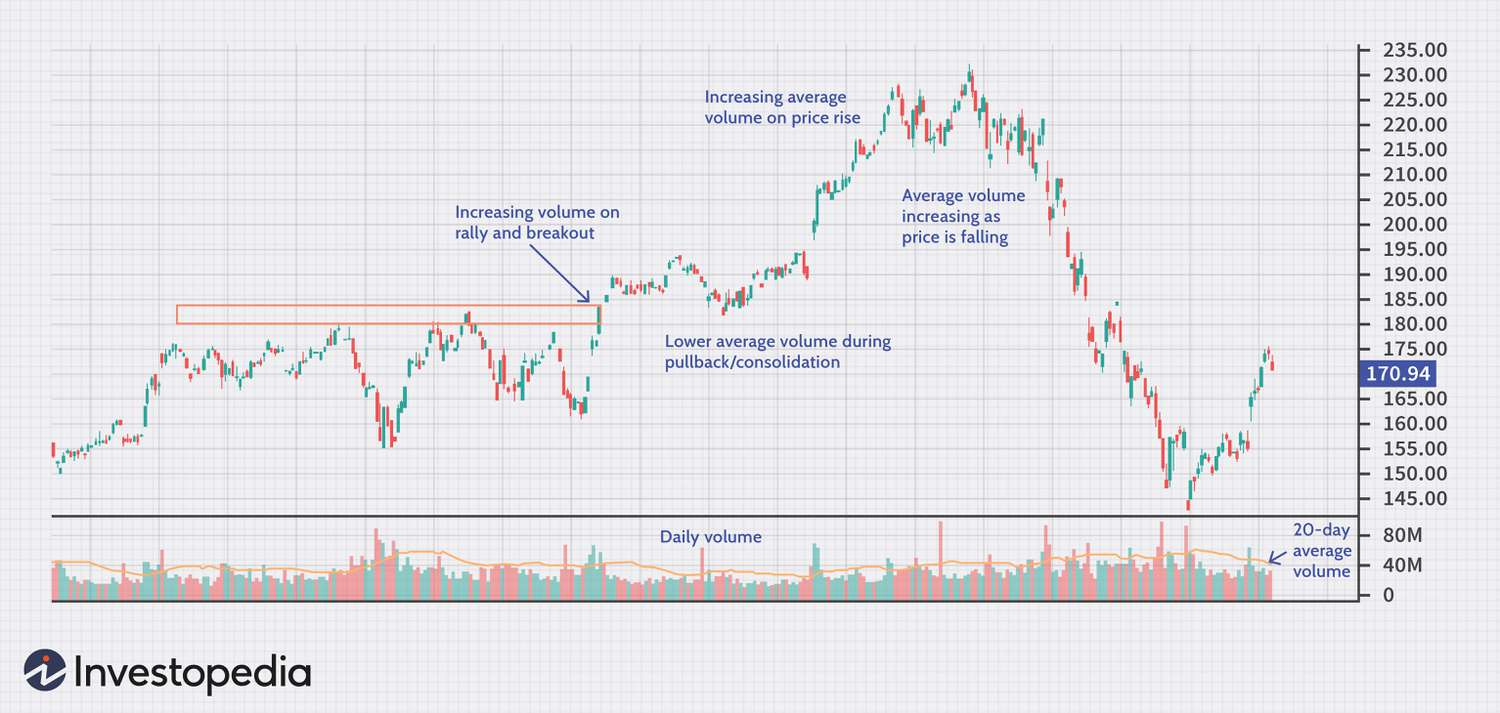 Increasing average
volume on price rise
Average volume
increasing as
price is falling
Increasing volume on
rally and breakout
Lower average volume during
pullback/consolidation
235.00
230.00
225.00
220.00
215.00
210.00
205.00
200.00
195.00
190.00
185.00
180.00
175.00
170.94
165.00
160.00
155.00
150.00
145.00
Daily volume
20-day
average
volume
80M
40M
0
Investopedia